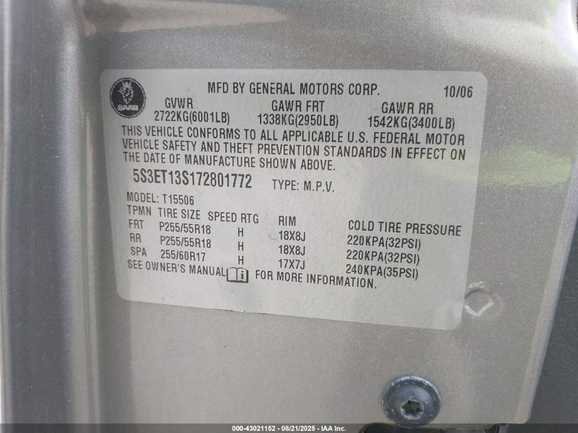 MFD BY GENERAL MOTORS CORP. 10/06
SAAB
GVWR GAWR FRT GAWR RR
2722KG(6001LB) 1338KG(2950LB) 1542KG(3400LB)
THIS VEHICLE CONFORMS TO ALL APPLICABLE U.S. FEDERAL MOTOR
VEHICLE SAFETY AND THEFT PREVENTION STANDARDS IN EFFECT ON
THE DATE OF MANUFACTURE SHOWN ABOVE.
5S3ET13S172801772 TYPE: M.P.V.
MODEL: T15506
TPMN TIRE SIZE SPEED RTG RIM COLD TIRE PRESSURE
FRT P255/55R18 H 18X8J 220KPA(32PSI)
RR P255/55R18 H 18X8J 220KPA(32PSI)
SPA 255/60R17 H 17X7J 240KPA(35PSI)
SEE OWNER'S MANUAL i FOR MORE INFORMATION.
000-43021152 | 08/21/2025 | IAA Inc.